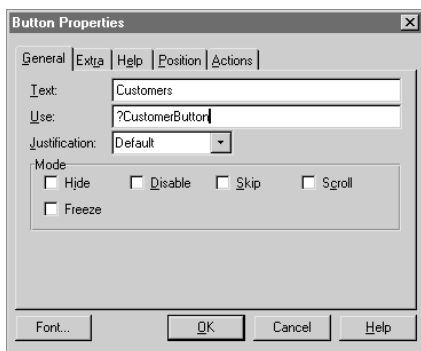 Button Properties
General Extra Help Position Actions
Text: Customers
Use: ?CustomerButton
Justification: Default
Mode
Hide Disable Skip Scroll
Freeze
Font... OK Cancel Help